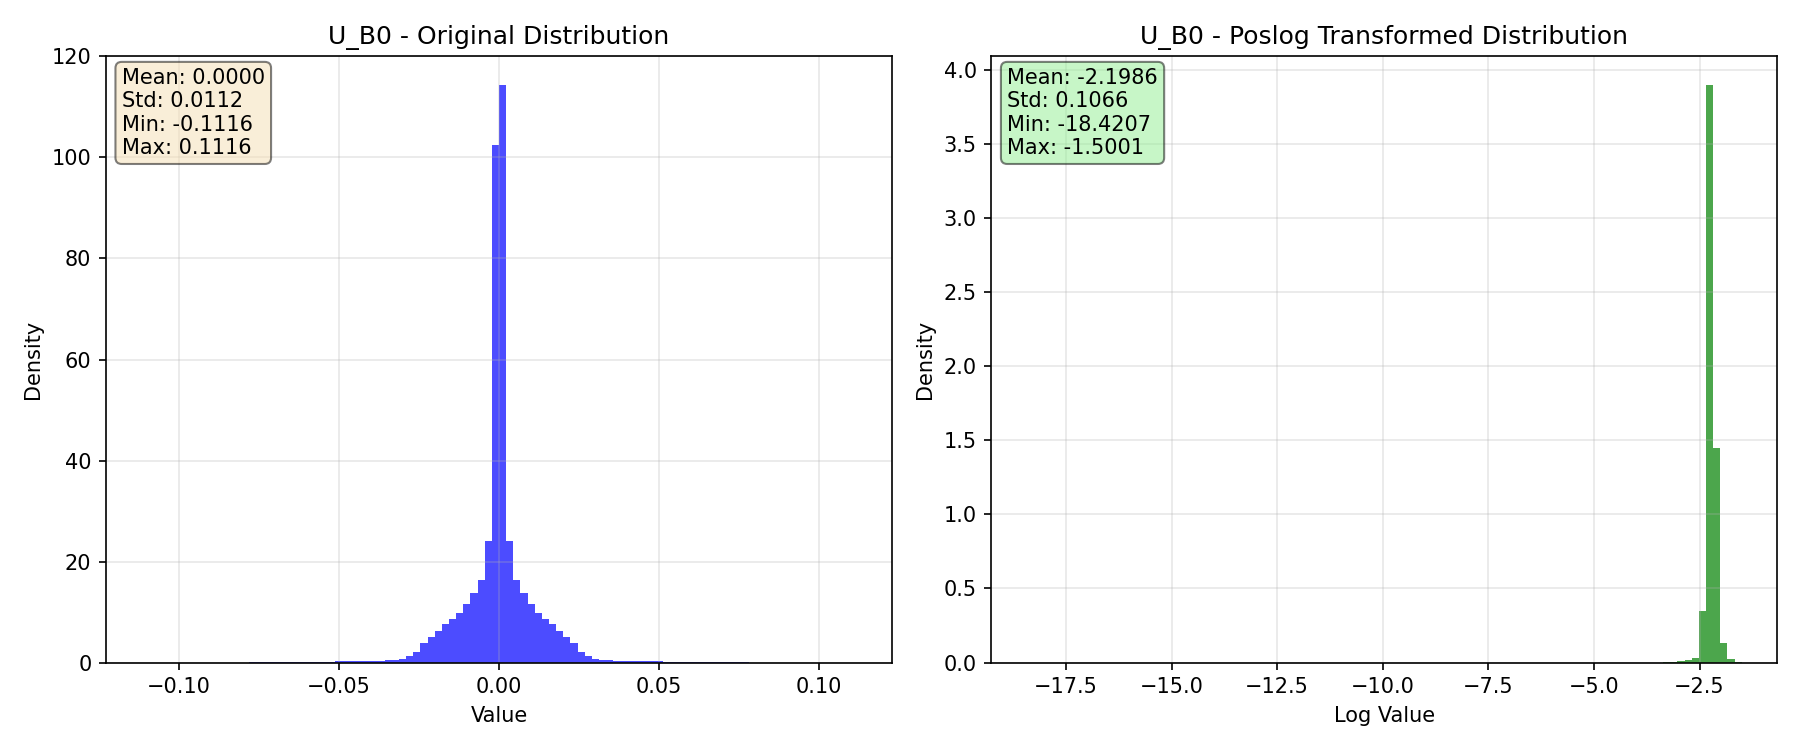 U_B0 - Original Distribution
Mean: 0.0000
Std: 0.0112
Min: -0.1116
Max: 0.1116
120
100
80
60
40
20
0
Density
−0.10
−0.05
0.00
0.05
0.10
Value
U_B0 - Poslog Transformed Distribution
Mean: -2.1986
Std: 0.1066
Min: -18.4207
Max: -1.5001
4.0
3.5
3.0
2.5
2.0
1.5
1.0
0.5
0.0
Density
−17.5
−15.0
−12.5
−10.0
−7.5
−5.0
−2.5
Log Value